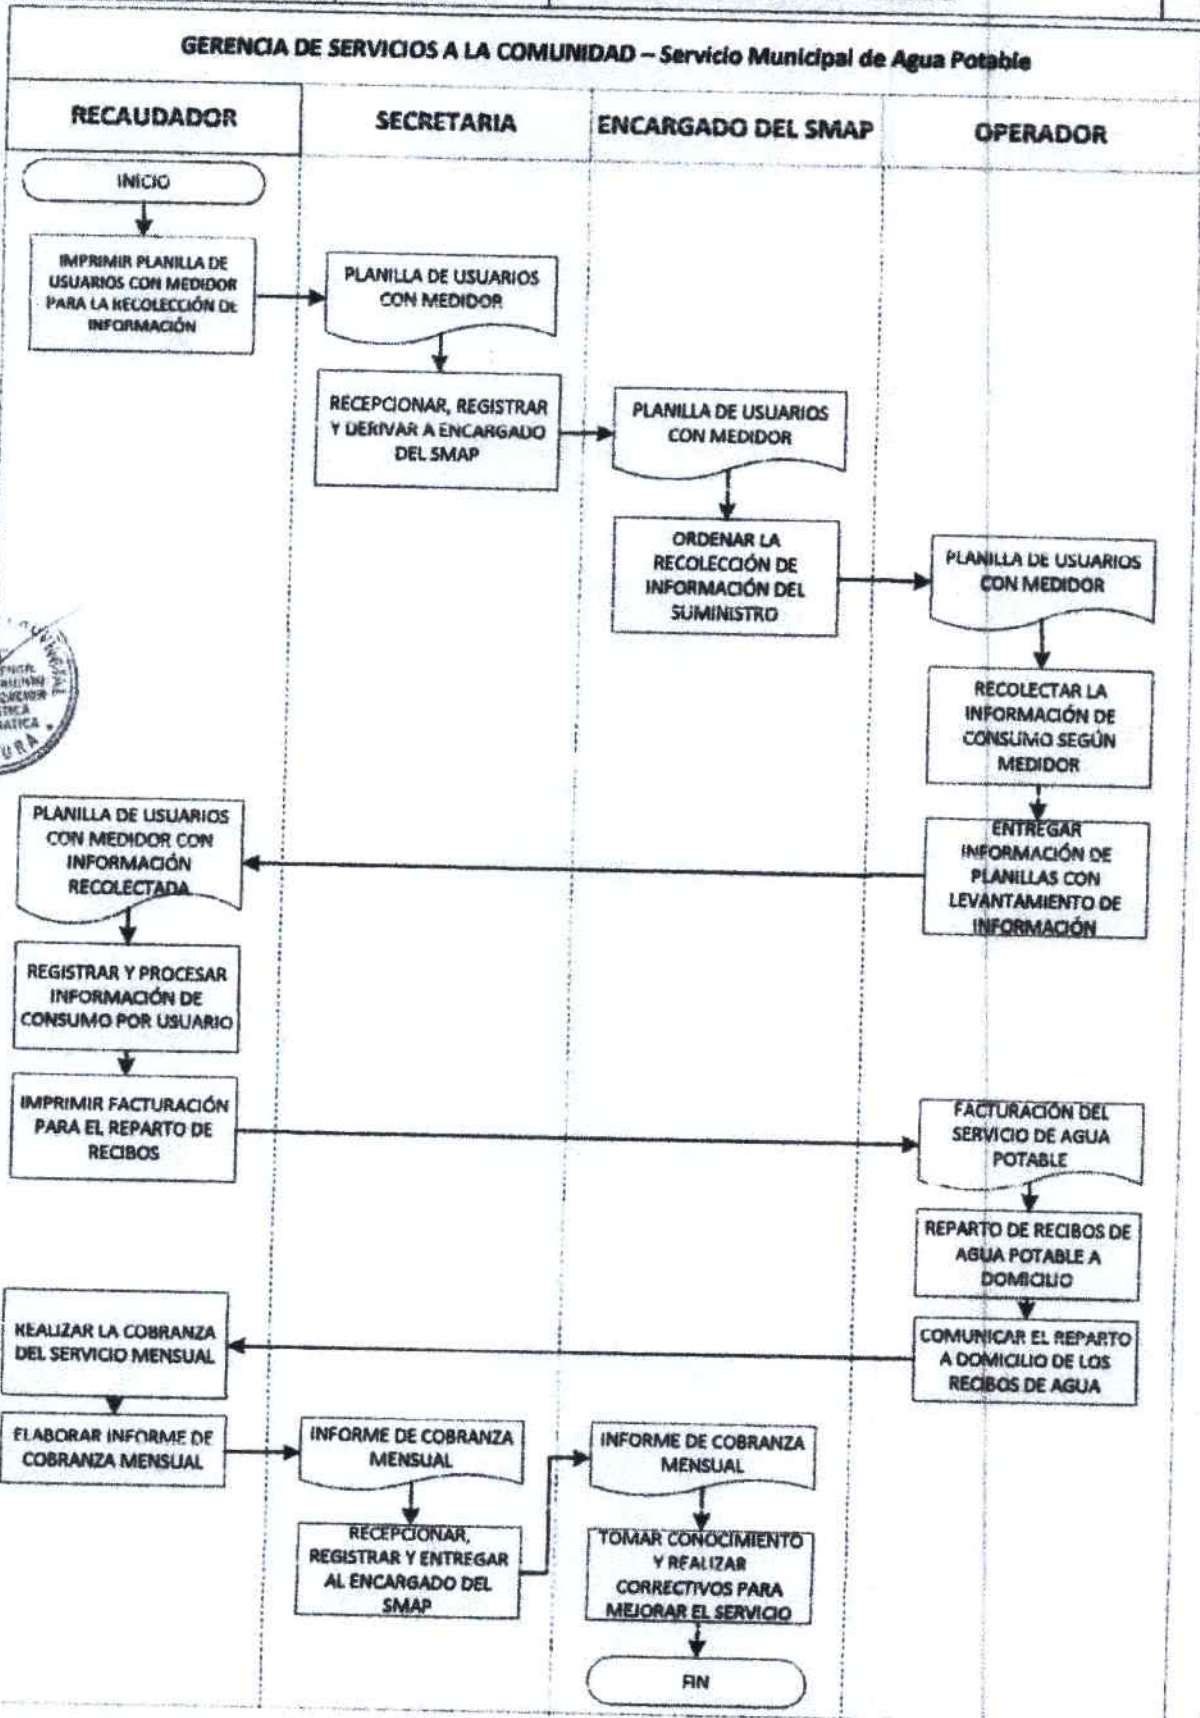 GERENCIA DE SERVICIOS A LA COMUNIDAD – Servicio Municipal de Agua Potable
RECAUDADOR
SECRETARIA
ENCARGADO DEL SMAP
OPERADOR
INICIO
IMPRIMIR PLANILLA DE
USUARIOS CON MEDIDOR
PARA LA RECOLECCIÓN DE
INFORMACIÓN
PLANILLA DE USUARIOS
CON MEDIDOR
RECEPCIONAR, REGISTRAR
Y DERIVAR A ENCARGADO
DEL SMAP
PLANILLA DE USUARIOS
CON MEDIDOR
ORDENAR LA
RECOLECCIÓN DE
INFORMACIÓN DEL
SUMINISTRO
PLANILLA DE USUARIOS
CON MEDIDOR
RECOLECTAR LA
INFORMACIÓN DE
CONSUMO SEGÚN
MEDIDOR
ENTREGAR
INFORMACIÓN DE
PLANILLAS CON
LEVANTAMIENTO DE
INFORMACIÓN
PLANILLA DE USUARIOS
CON MEDIDOR CON
INFORMACIÓN
RECOLECTADA
REGISTRAR Y PROCESAR
INFORMACIÓN DE
CONSUMO POR USUARIO
IMPRIMIR FACTURACIÓN
PARA EL REPARTO DE
RECIBOS
FACTURACIÓN DEL
SERVICIO DE AGUA
POTABLE
REPARTO DE RECIBOS DE
AGUA POTABLE A
DOMICILIO
COMUNICAR EL REPARTO
A DOMICILIO DE LOS
RECIBOS DE AGUA
REALIZAR LA COBRANZA
DEL SERVICIO MENSUAL
ELABORAR INFORME DE
COBRANZA MENSUAL
INFORME DE COBRANZA
MENSUAL
RECEPCIONAR,
REGISTRAR Y ENTREGAR
AL ENCARGADO DEL
SMAP
INFORME DE COBRANZA
MENSUAL
TOMAR CONOCIMIENTO
Y REALIZAR
CORRECTIVOS PARA
MEJORAR EL SERVICIO
FIN